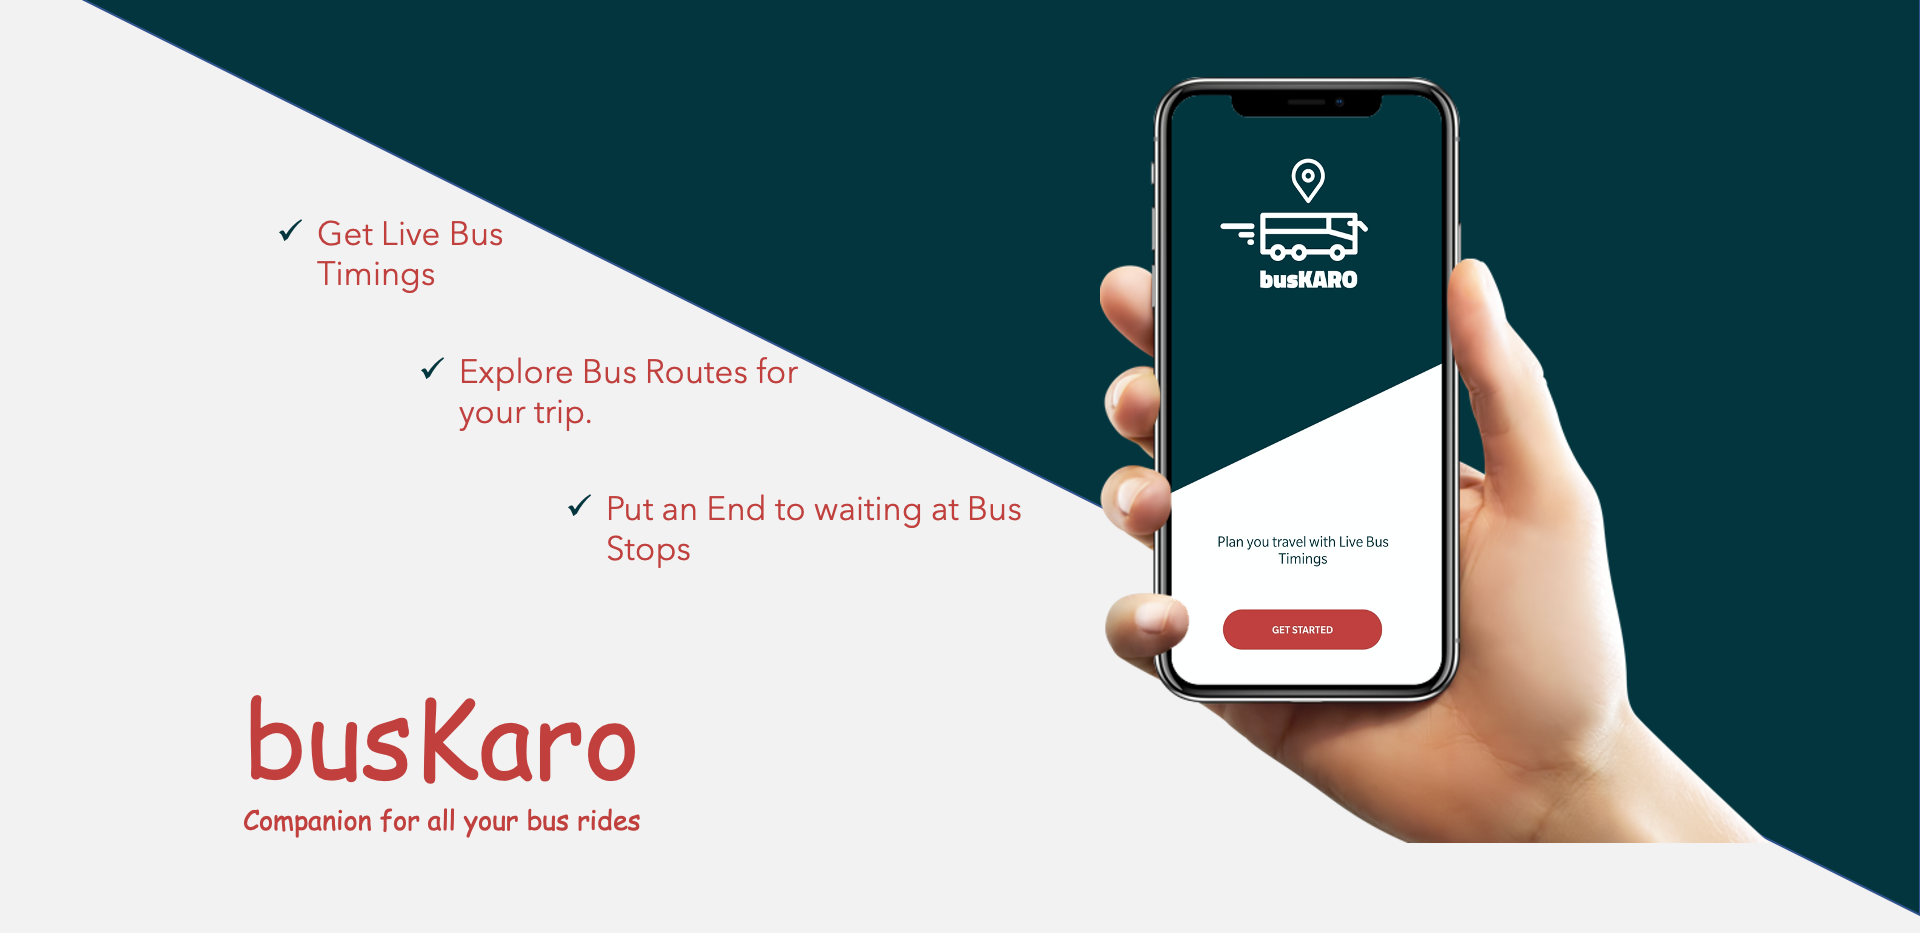 Get Live Bus
Timings
Explore Bus Routes for
your trip.
Put an End to waiting at Bus
Stops
busKaro
Companion for all your bus rides
busKARO
Plan you travel with Live Bus
Timings
GET STARTED